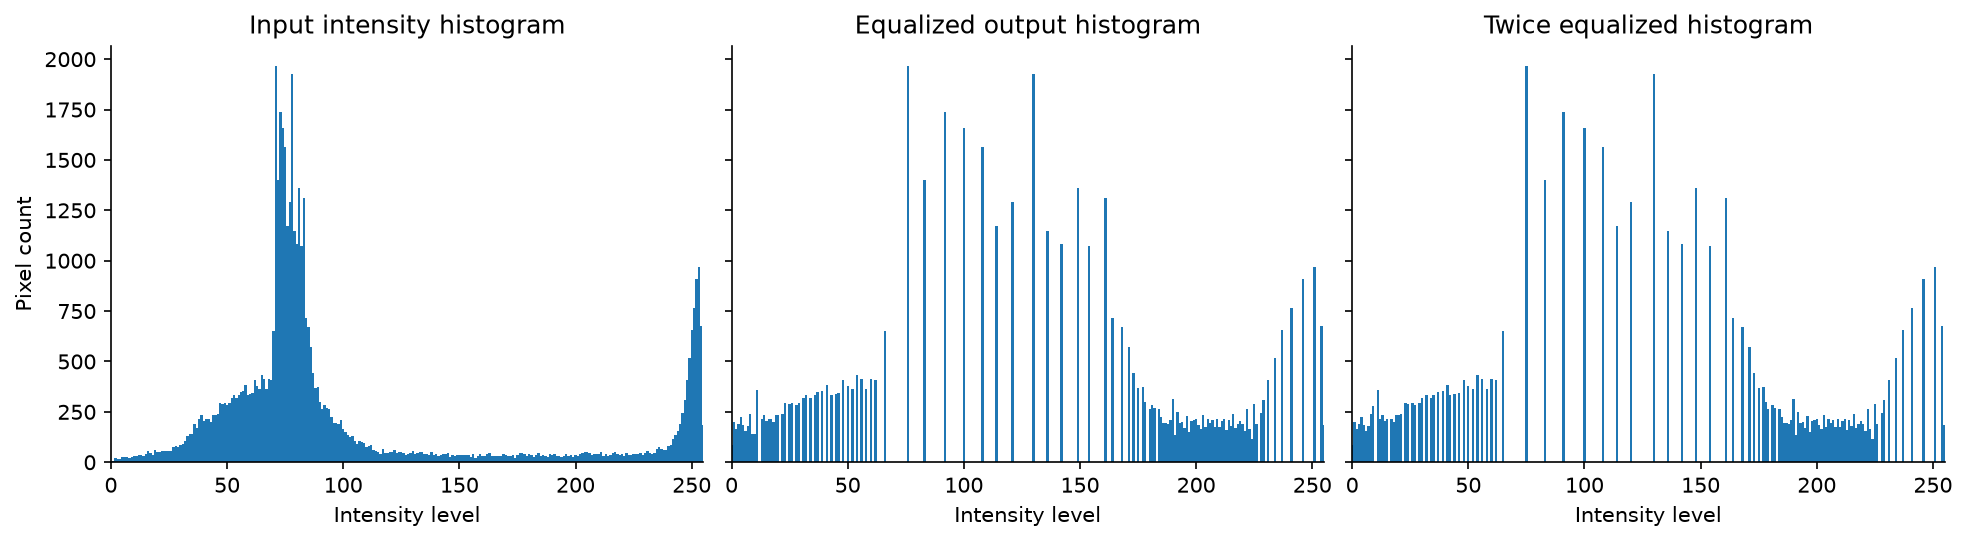 Input intensity histogram
Equalized output histogram
Twice equalized histogram
Pixel count
2000
1750
1500
1250
1000
750
500
250
0
0 50 100 150 200 250
0 50 100 150 200 250
0 50 100 150 200 250
Intensity level
Intensity level
Intensity level